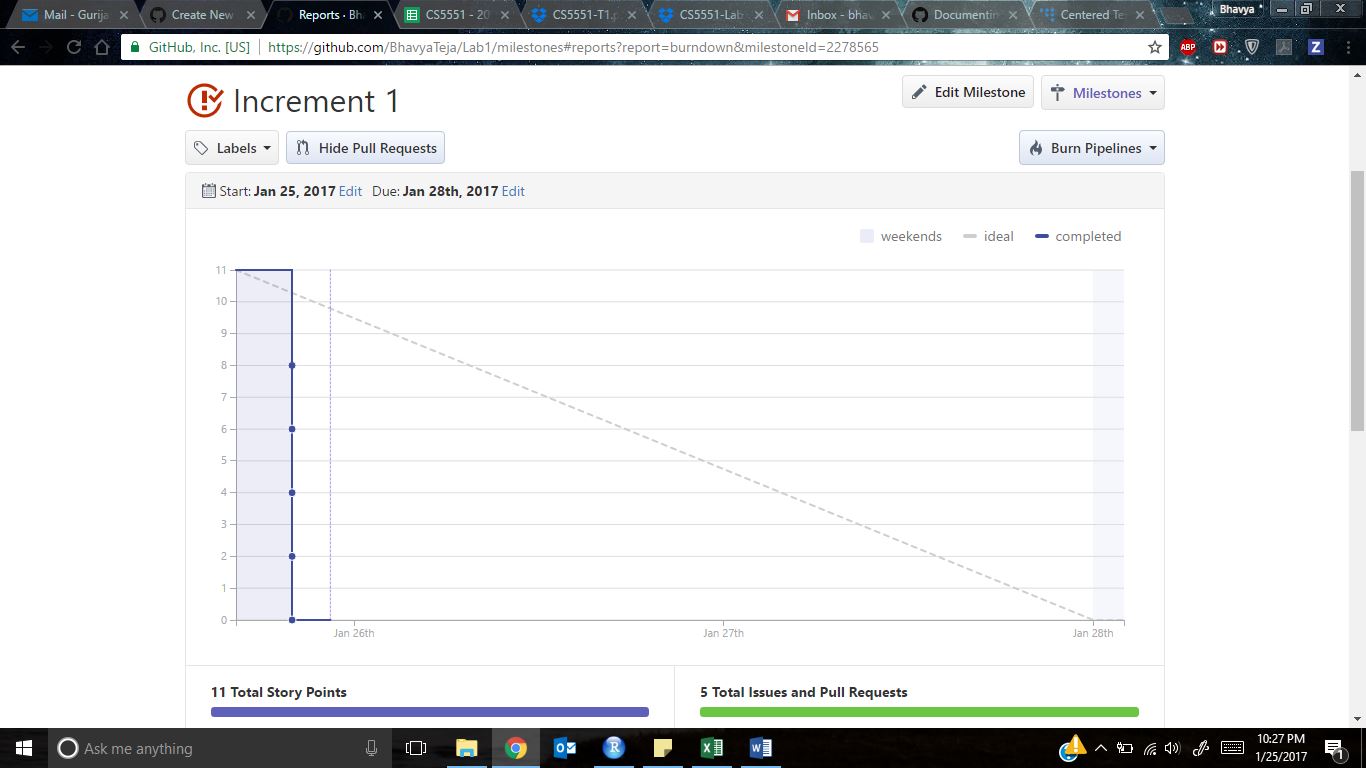 Bhavya
Mail - Gurija
Create New
Reports · Bha
CS5551 - 20
CS5551-T1.p
CS5551-Lab
Inbox - bhav
Documentin
Centered Te
GitHub, Inc. [US]
https://github.com/BhavyaTeja/Lab1/milestones#reports?report=burndown&milestoneId=2278565
ABP
Z
Increment 1
Edit Milestone
Milestones
Labels
Hide Pull Requests
Burn Pipelines
Start: Jan 25, 2017 Edit Due: Jan 28th, 2017 Edit
weekends
ideal
completed
11
10
9
8
7
6
5
4
3
2
1
0
Jan 26th
Jan 27th
Jan 28th
11 Total Story Points
5 Total Issues and Pull Requests
Ask me anything
10:27 PM
1/25/2017
1